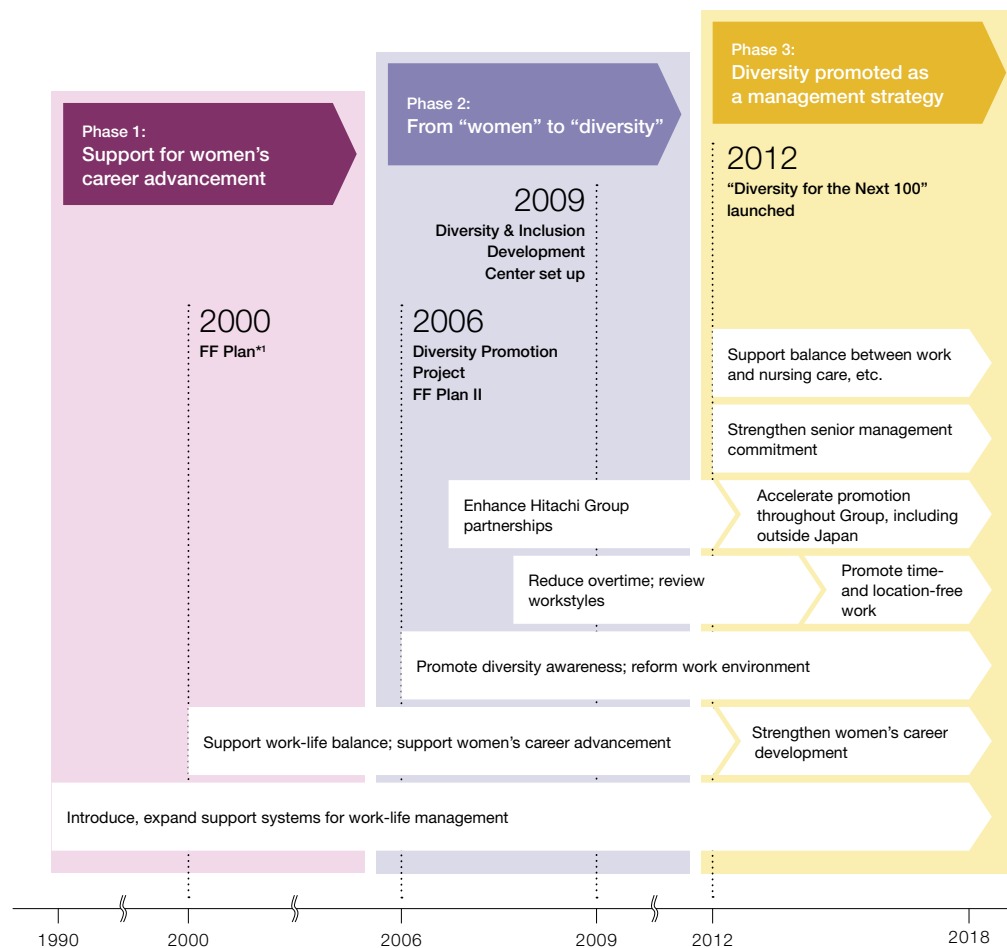 Phase 1:
Support for women’s
career advancement
Phase 2:
From “women” to “diversity”
Phase 3:
Diversity promoted as
a management strategy
2000
FF Plan*1
2006
Diversity Promotion
Project
FF Plan II
2009
Diversity & Inclusion
Development
Center set up
2012
“Diversity for the Next 100”
launched
Support balance between work
and nursing care, etc.
Strengthen senior management
commitment
Enhance Hitachi Group
partnerships
Accelerate promotion
throughout Group, including
outside Japan
Reduce overtime; review
workstyles
Promote time-
and location-free
work
Promote diversity awareness; reform work environment
Support work-life balance; support women’s career advancement
Strengthen women’s career
development
Introduce, expand support systems for work-life management
1990
2000
2006
2009
2012
2018